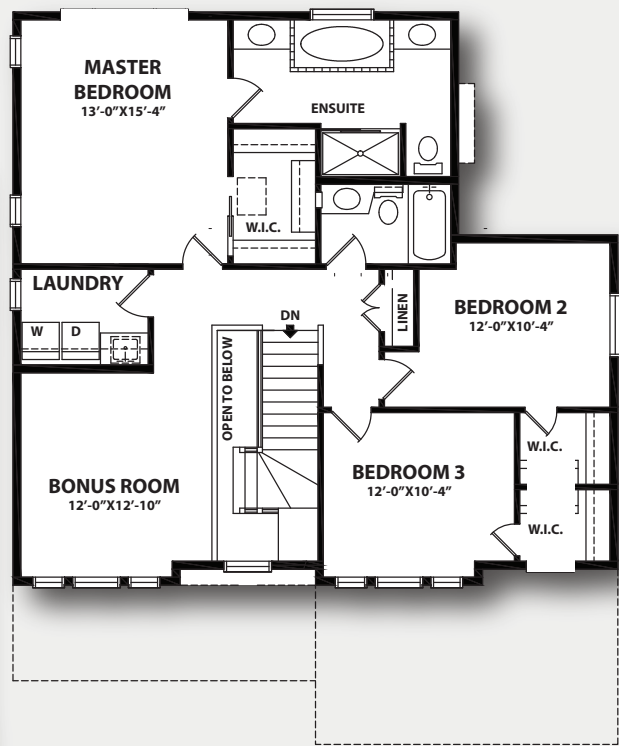 MASTER
BEDROOM
13’-0”X15’-4”
ENSUITE
W.I.C.
LAUNDRY
W
D
DN
LINEN
BEDROOM 2
12’-0”X10’-4”
OPEN TO BELOW
W.I.C.
BEDROOM 3
12’-0”X10’-4”
BONUS ROOM
12’-0”X12’-10”
W.I.C.